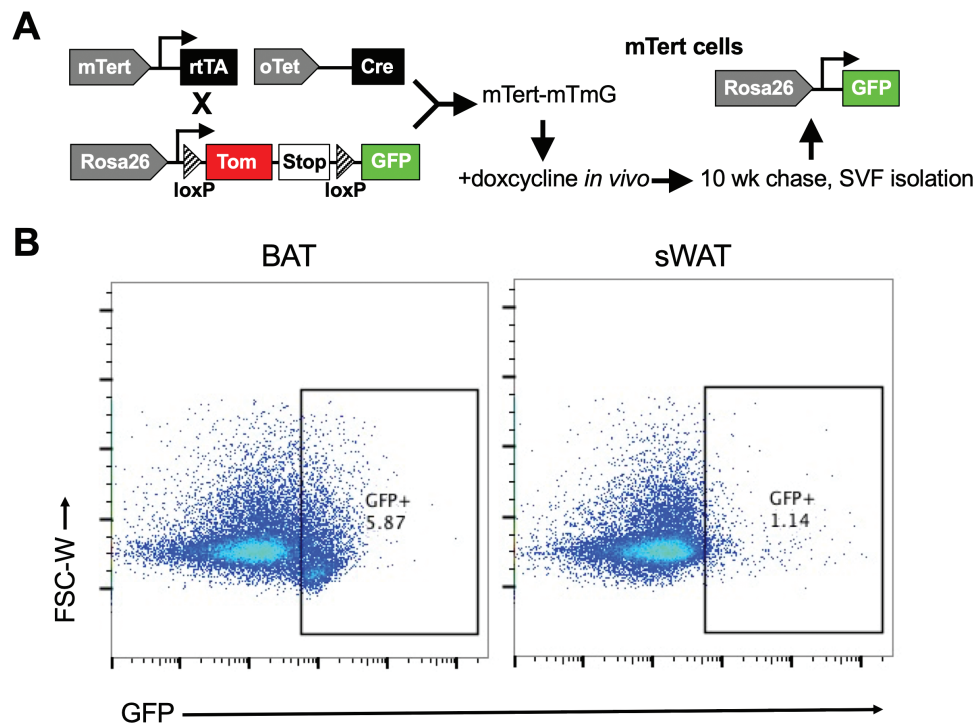 A
mTert rtTA oTet Cre
X
Rosa26 Tom Stop GFP
loxP loxP
mTert-mTmG
+doxycycline in vivo
10 wk chase, SVF isolation
mTert cells
Rosa26 GFP
B
BAT sWAT
FSC-W
GFP+
5.87
GFP+
1.14
GFP